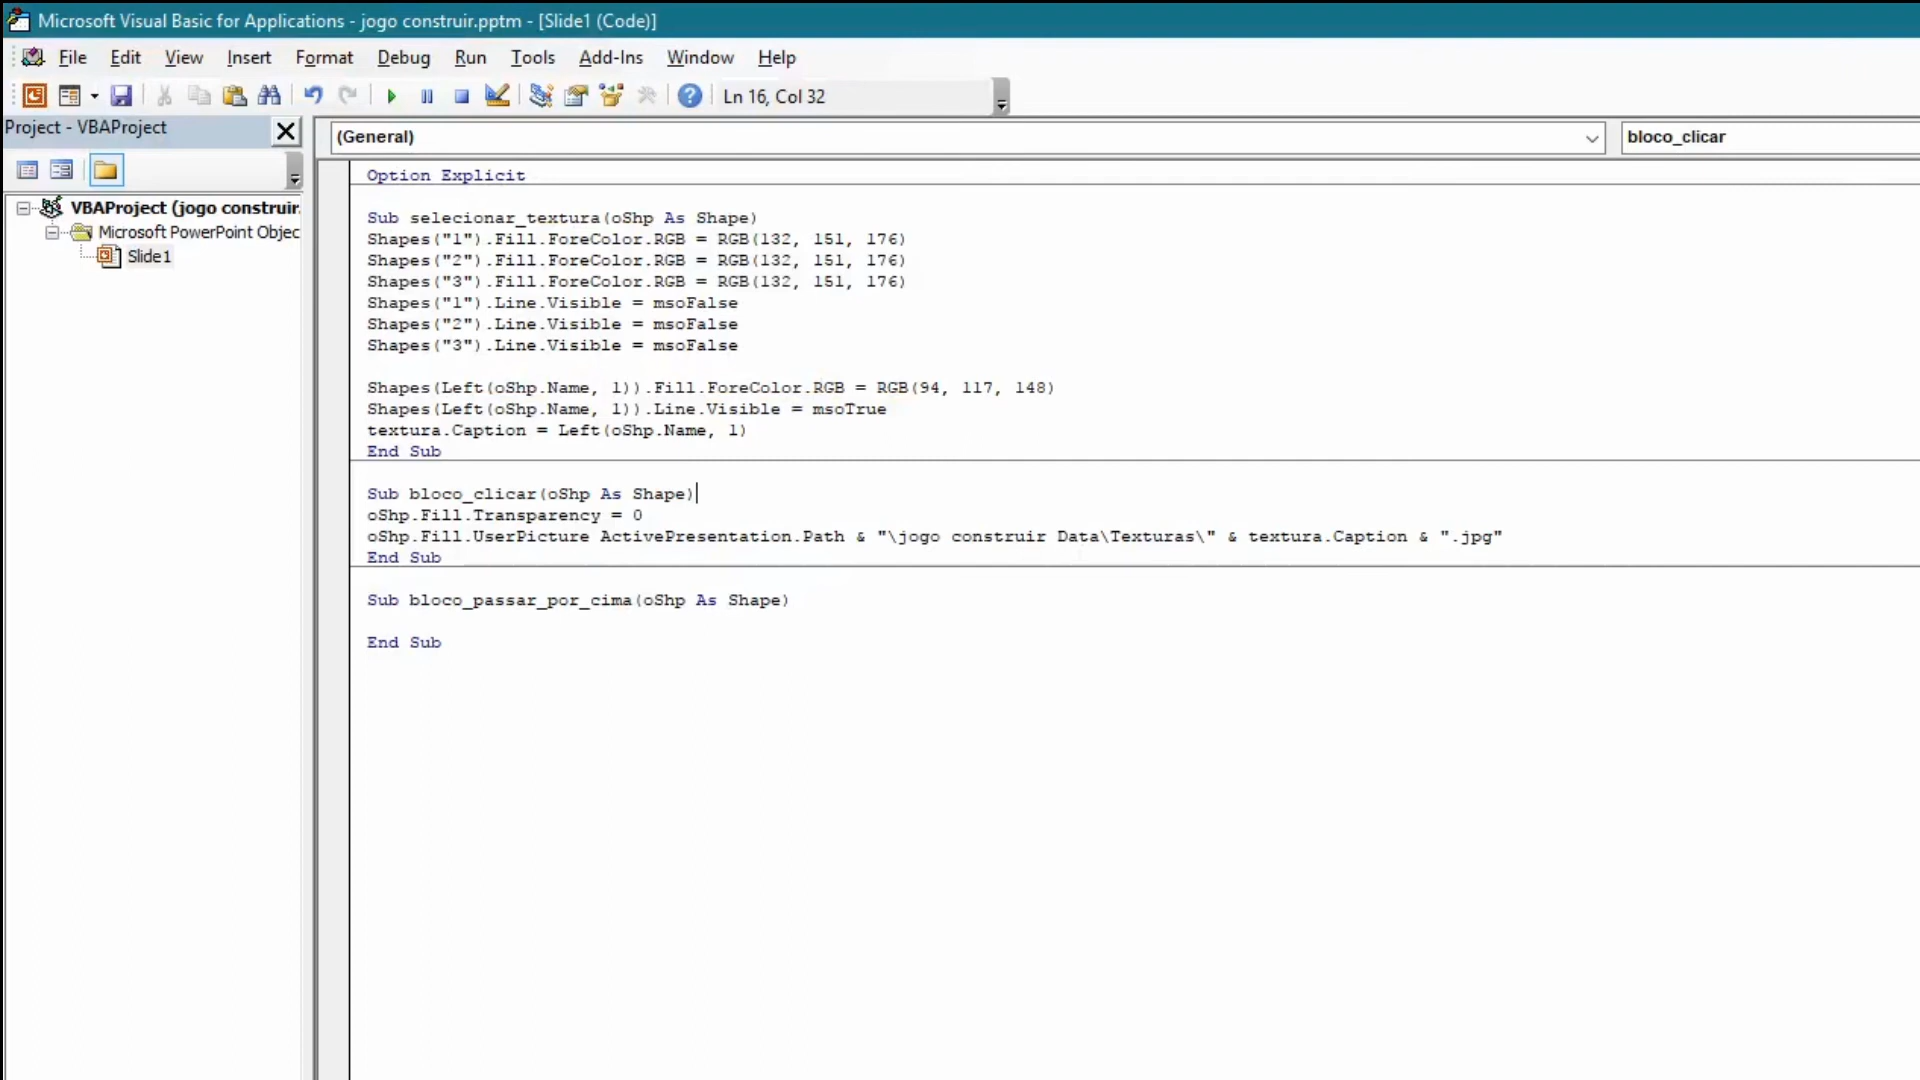 Microsoft Visual Basic for Applications - jogo construir.pptm - [Slide1 (Code)]
File Edit View Insert Format Debug Run Tools Add-Ins Window Help
Ln 16, Col 32
Project - VBAProject
(General)
bloco_clicar
VBAProject (jogo construir.
Microsoft PowerPoint Objec
Slide1
Option Explicit
Sub selecionar_textura(oShp As Shape)
Shapes("1").Fill.ForeColor.RGB = RGB(132, 151, 176)
Shapes("2").Fill.ForeColor.RGB = RGB(132, 151, 176)
Shapes("3").Fill.ForeColor.RGB = RGB(132, 151, 176)
Shapes("1").Line.Visible = msoFalse
Shapes("2").Line.Visible = msoFalse
Shapes("3").Line.Visible = msoFalse
Shapes(Left(oShp.Name, 1)).Fill.ForeColor.RGB = RGB(94, 117, 148)
Shapes(Left(oShp.Name, 1)).Line.Visible = msoTrue
textura.Caption = Left(oShp.Name, 1)
End Sub
Sub bloco_clicar(oShp As Shape)
oShp.Fill.Transparency = 0
oShp.Fill.UserPicture ActivePresentation.Path & "\jogo construir Data\Texturas\" & textura.Caption & ".jpg"
End Sub
Sub bloco_passar_por_cima(oShp As Shape)
End Sub